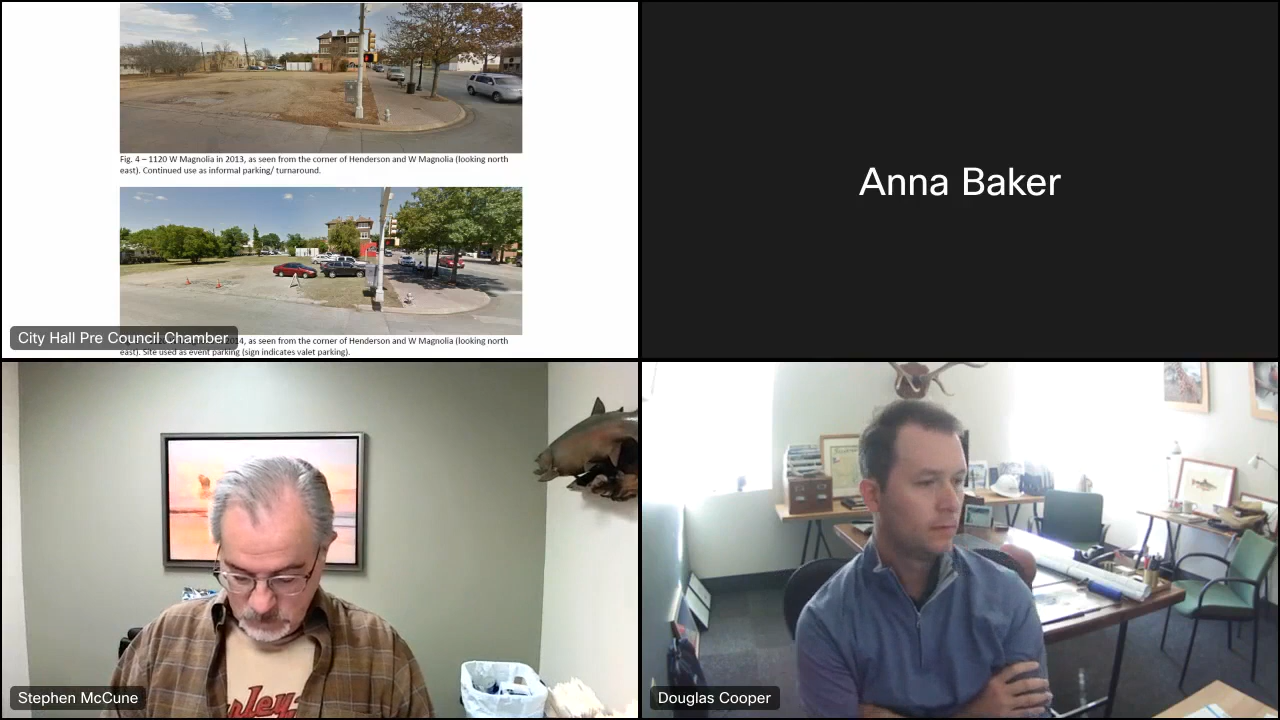 Fig. 4 – 1120 W Magnolia in 2013, as seen from the corner of Henderson and W Magnolia (looking north
east). Continued use as informal parking/ turnaround.
City Hall Pre Council Chamber
14, as seen from the corner of Henderson and W Magnolia (looking north
east). Site used as event parking (sign indicates valet parking).
Anna Baker
Stephen McCune
Douglas Cooper